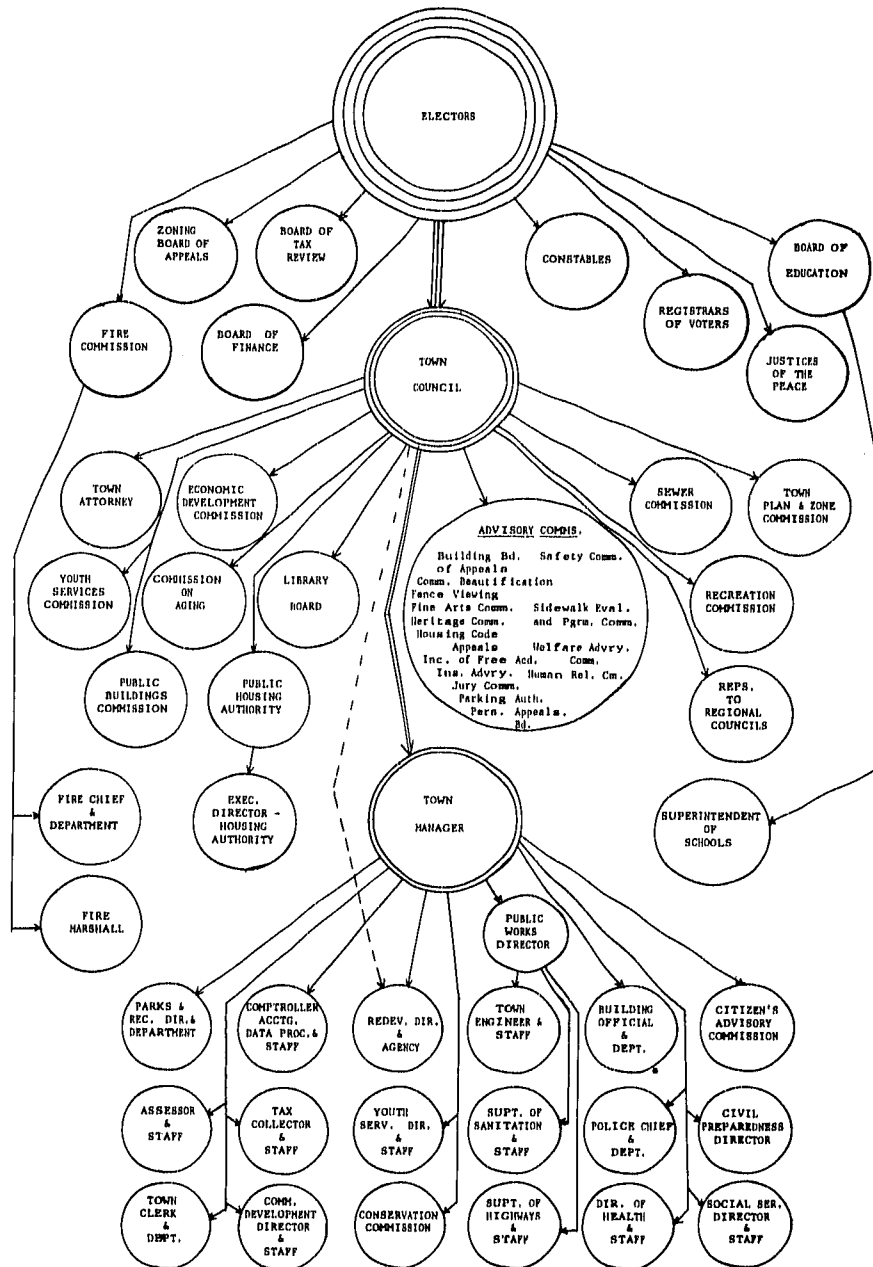 ELECTORS
ZONING
BOARD OF
APPEALS
BOARD OF
TAX
REVIEW
CONSTABLES
BOARD OF
EDUCATION
FIRE
COMMISSION
BOARD OF
FINANCE
REGISTRARS
OF VOTERS
JUSTICES
OF THE
PEACE
TOWN
COUNCIL
TOWN
ATTORNEY
ECONOMIC
DEVELOPMENT
COMMISSION
SEWER
COMMISSION
TOWN
PLAN & ZONE
COMMISSION
YOUTH
SERVICES
COMMISSION
COMMISSION
ON
AGING
LIBRARY
BOARD
ADVISORY COMMS.
Building Bd. Safety Comm.
of Appeals
Comm. Beautification
Fence Viewing
Fine Arts Comm. Sidewalk Eval.
Heritage Comm. and Pgrm. Comm.
Housing Code
Appeals Welfare Advry.
Inc. of Free Acd. Comm.
Ins. Advry. Human Rel. Cm.
Jury Comm.
Parking Auth.
Pers. Appeals.
Bd.
RECREATION
COMMISSION
PUBLIC
BUILDINGS
COMMISSION
PUBLIC
HOUSING
AUTHORITY
REPS.
TO
REGIONAL
COUNCILS
FIRE CHIEF
&
DEPARTMENT
EXEC.
DIRECTOR -
HOUSING
AUTHORITY
TOWN
MANAGER
SUPERINTENDENT
OF
SCHOOLS
FIRE
MARSHALL
PUBLIC
WORKS
DIRECTOR
PARKS &
REC. DIR.&
DEPARTMENT
COMPTROLLER
ACCTG.
DATA PROC.&
STAFF
REDEV. DIR.
&
AGENCY
TOWN
ENGINEER &
STAFF
BUILDING
OFFICIAL
&
DEPT.
CITIZEN'S
ADVISORY
COMMISSION
ASSESSOR
&
STAFF
TAX
COLLECTOR
&
STAFF
YOUTH
SERV. DIR.
&
STAFF
SUPT. OF
SANITATION
&
STAFF
POLICE CHIEF
&
DEPT.
CIVIL
PREPAREDNESS
DIRECTOR
TOWN
CLERK
&
DEPT.
COMM.
DEVELOPMENT
DIRECTOR
&
STAFF
CONSERVATION
COMMISSION
SUPT. OF
HIGHWAYS
&
STAFF
DIR. OF
HEALTH
&
STAFF
SOCIAL SER.
DIRECTOR
&
STAFF